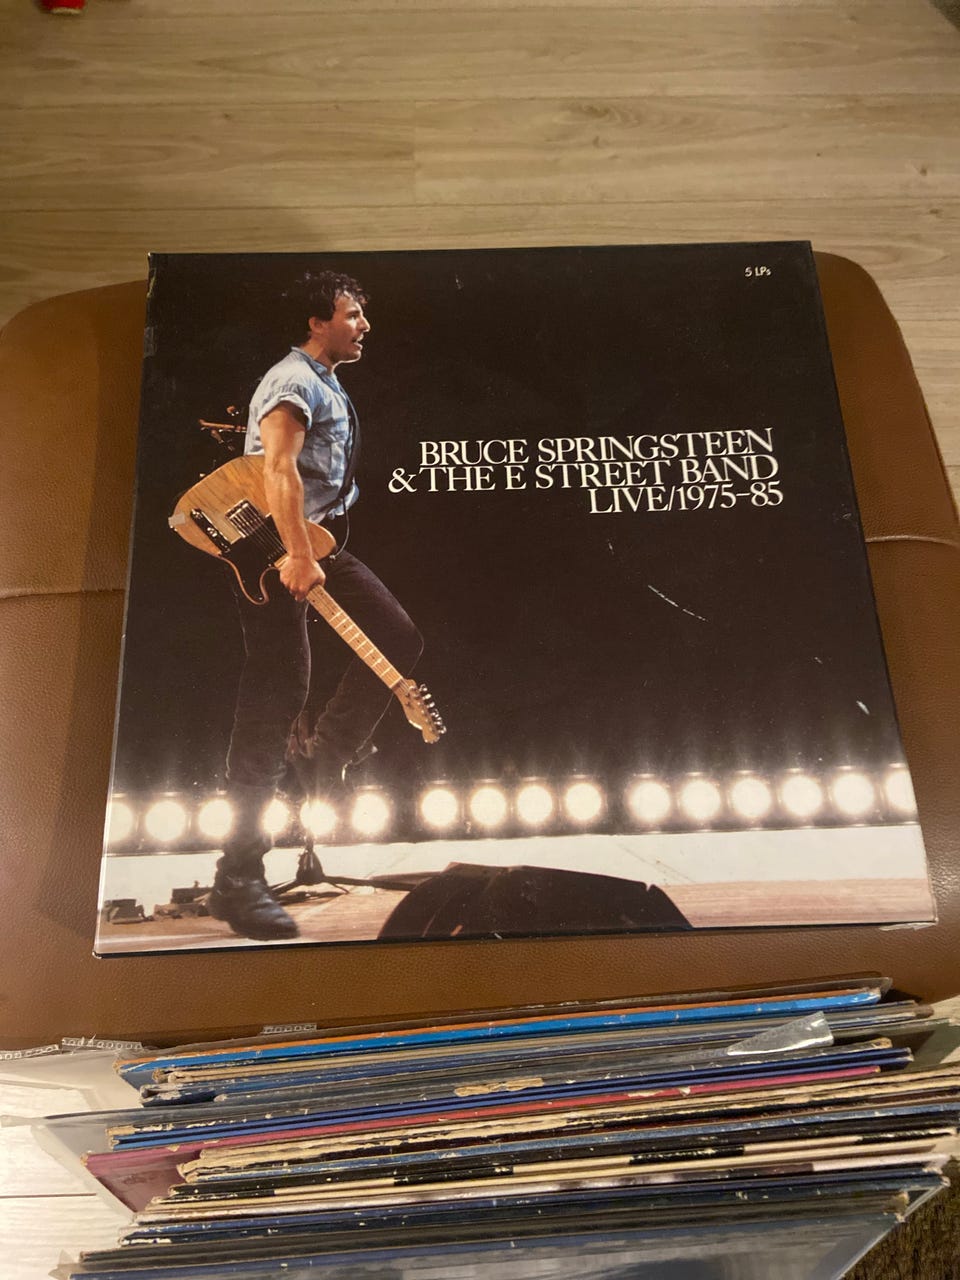 5 LPs
BRUCE SPRINGSTEEN
& THE E STREET BAND
LIVE/1975–85